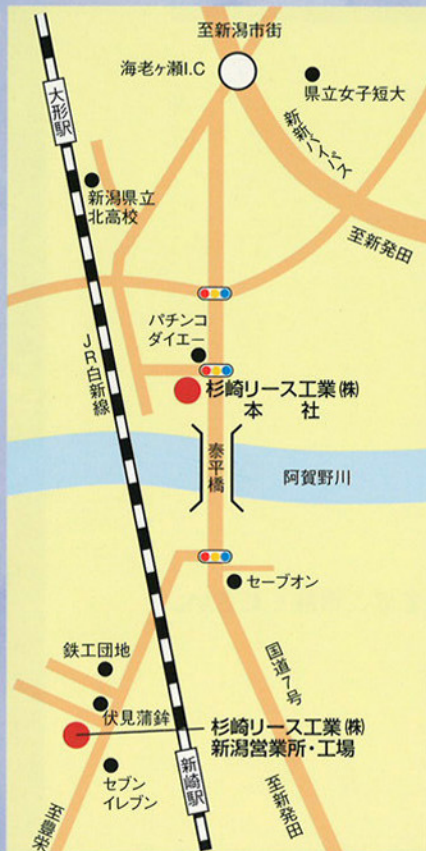 至新潟市街
海老ヶ瀬I.C
県立女子短大
新新バイパス
至新発田
大形駅
新潟県立
北高校
パチンコ
ダイエー
JR白新線
杉崎リース工業(株)
本 社
泰平橋
阿賀野川
セーブオン
国道7号
鉄工団地
伏見蒲鉾
杉崎リース工業(株)
新潟営業所・工場
セブン
イレブン
新崎駅
至豊栄
至新発田